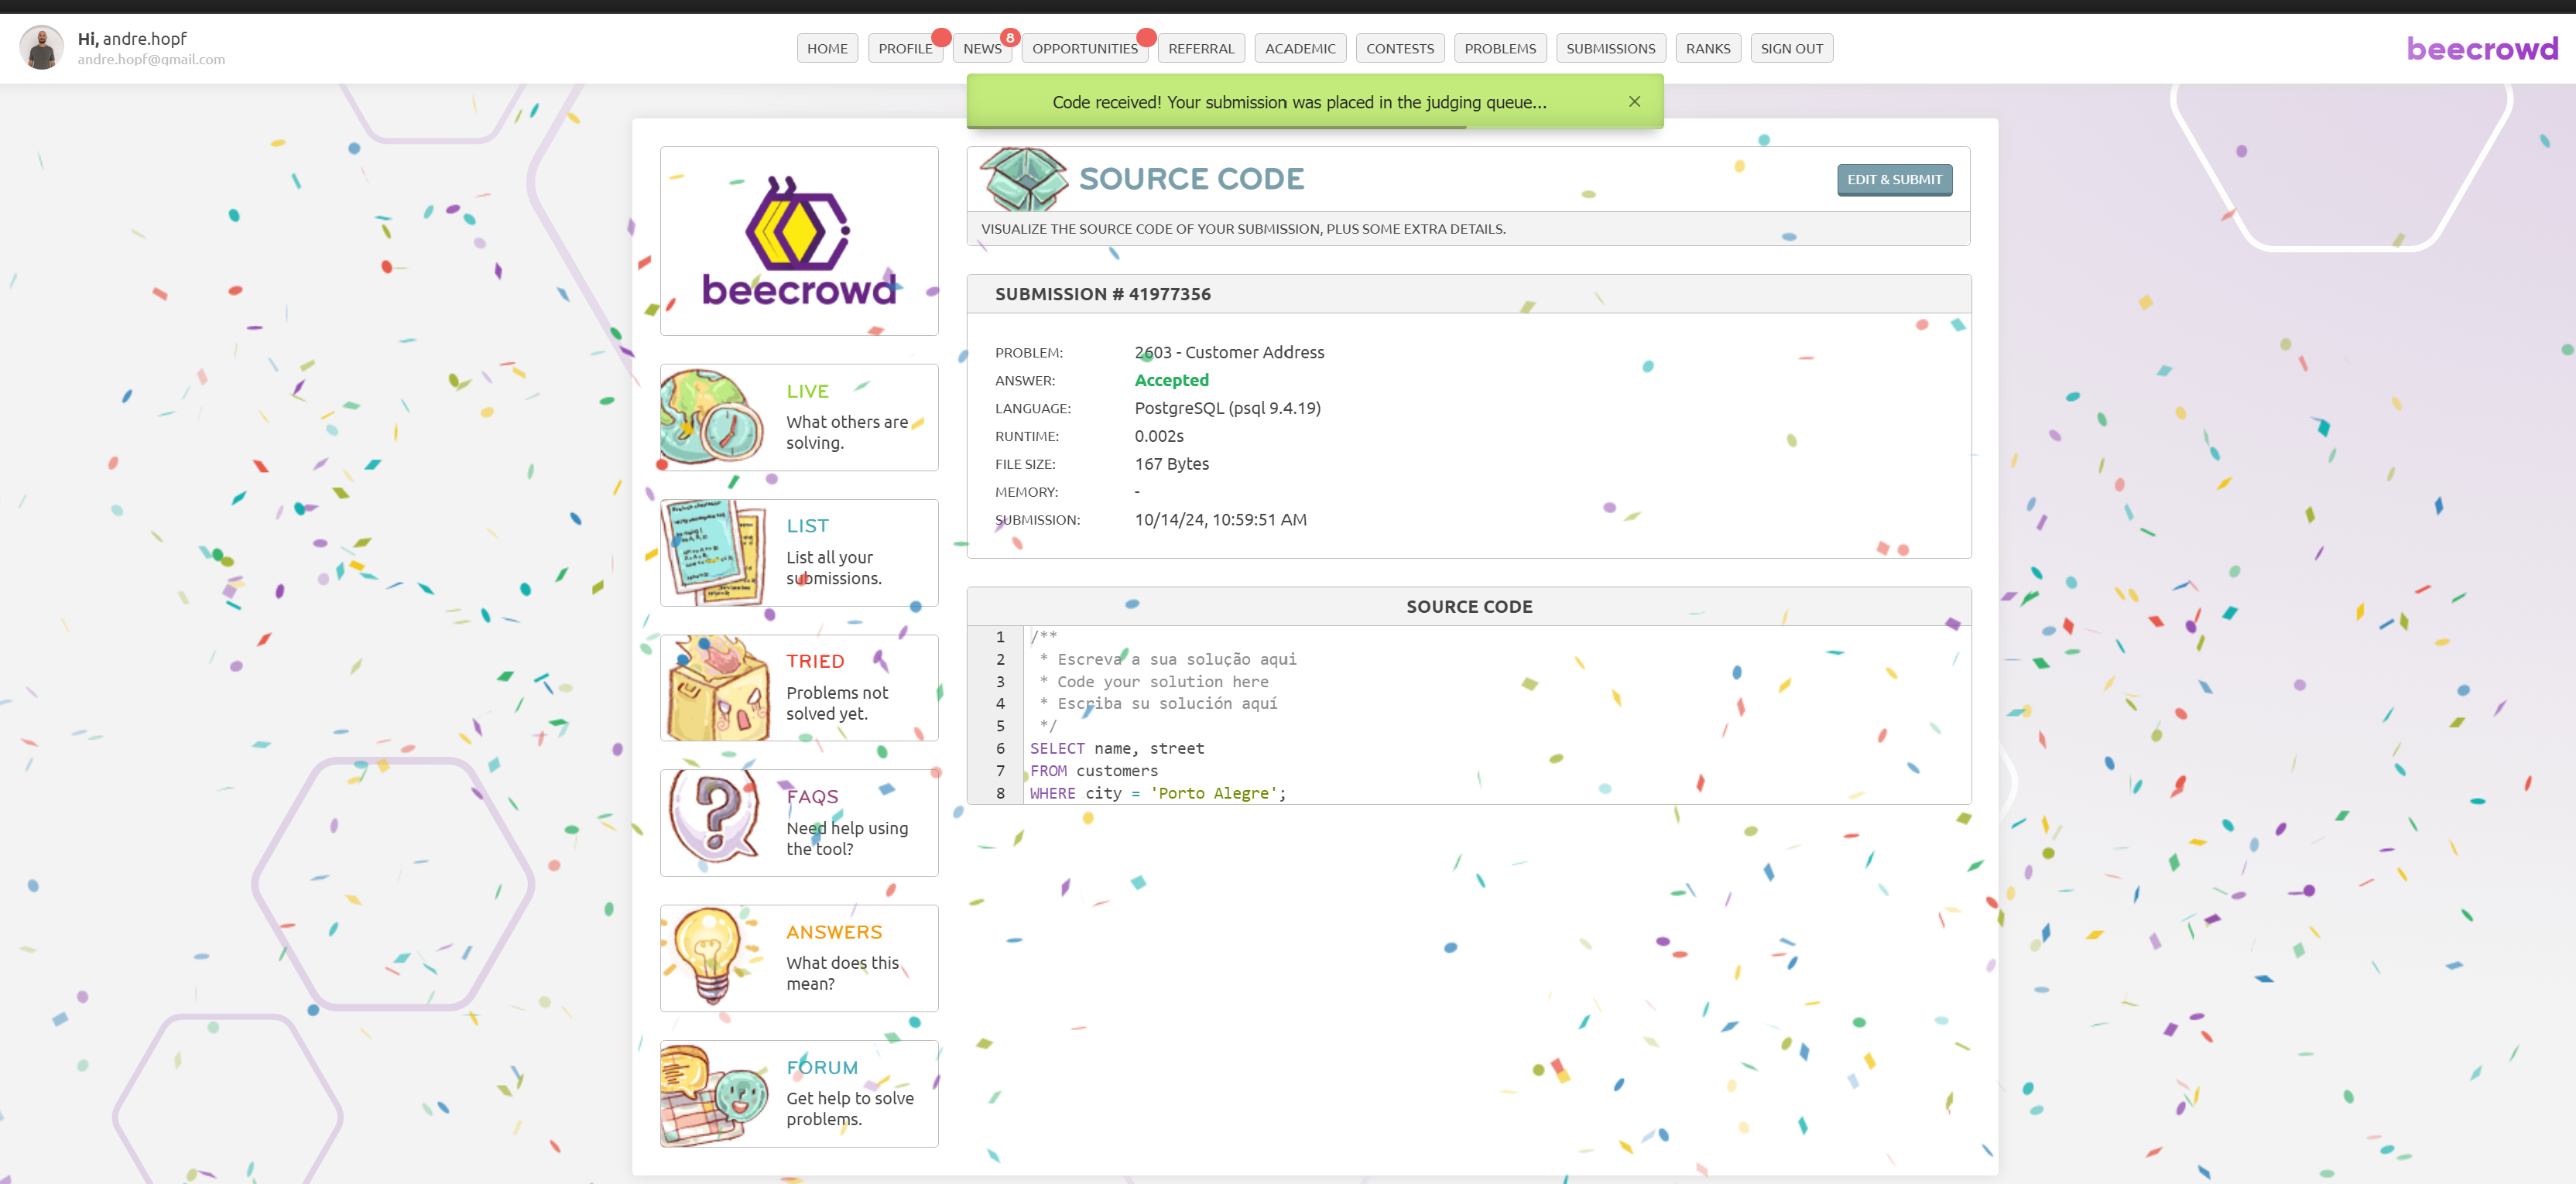 Hi, andre.hopf
andre.hopf@gmail.com
HOME
PROFILE
NEWS
8
OPPORTUNITIES
REFERRAL
ACADEMIC
CONTESTS
PROBLEMS
SUBMISSIONS
RANKS
SIGN OUT
beecrowd
Code received! Your submission was placed in the judging queue...
beecrowd
LIVE
What others are
solving.
LIST
List all your
submissions.
TRIED
Problems not
solved yet.
FAQS
Need help using
the tool?
ANSWERS
What does this
mean?
FORUM
Get help to solve
problems.
SOURCE CODE
EDIT & SUBMIT
VISUALIZE THE SOURCE CODE OF YOUR SUBMISSION, PLUS SOME EXTRA DETAILS.
SUBMISSION # 41977356
PROBLEM: 2603 - Customer Address
ANSWER: Accepted
LANGUAGE: PostgreSQL (psql 9.4.19)
RUNTIME: 0.002s
FILE SIZE: 167 Bytes
MEMORY: -
SUBMISSION: 10/14/24, 10:59:51 AM
SOURCE CODE
1 /**
2  * Escreva a sua solução aqui
3  * Code your solution here
4  * Escriba su solución aquí
5  */
6 SELECT name, street
7 FROM customers
8 WHERE city = 'Porto Alegre';